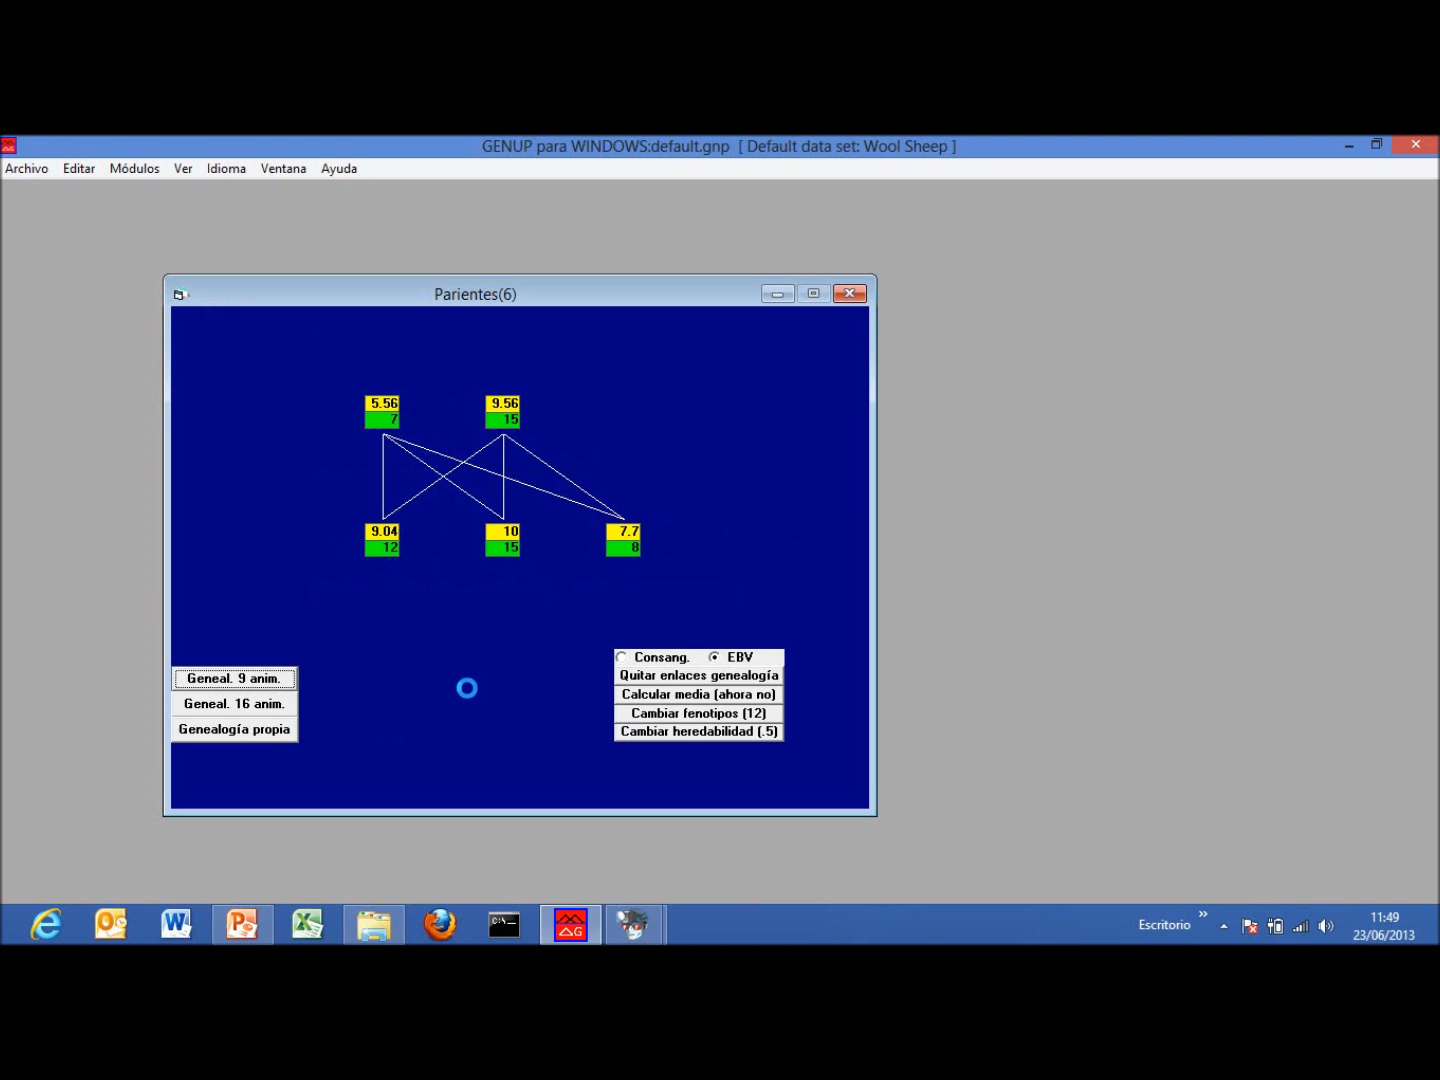 GENUP para WINDOWS:default.gnp [ Default data set: Wool Sheep ]
Archivo Editar Módulos Ver Idioma Ventana Ayuda
Parientes(6)
5.56 9.56
7 15
9.04 10 7.7
12 15 8
Consang. EBV
Quitar enlaces genealogía
Calcular media (ahora no)
Cambiar fenotipos (12)
Cambiar heredabilidad (.5)
Geneal. 9 anim.
Geneal. 16 anim.
Genealogía propia
Escritorio
11:49
23/06/2013